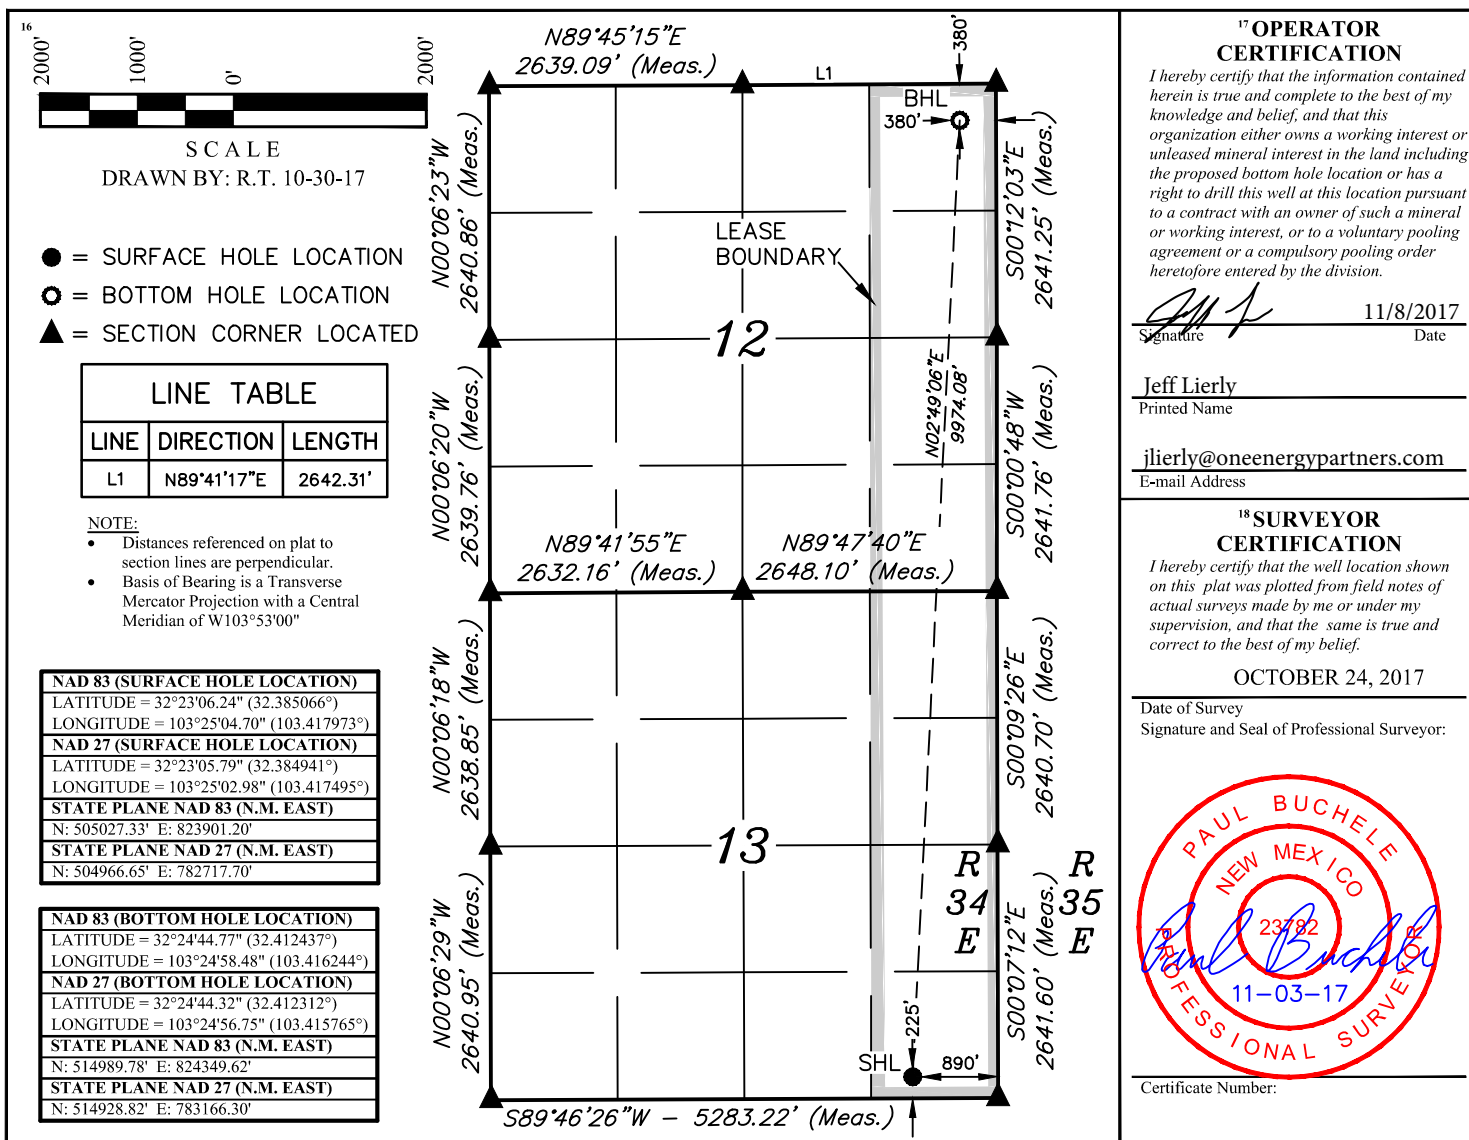 16
2000'
1000'
0'
2000'
SCALE
DRAWN BY: R.T. 10-30-17
= SURFACE HOLE LOCATION
= BOTTOM HOLE LOCATION
= SECTION CORNER LOCATED
LINE TABLE
LINE DIRECTION LENGTH
L1 N89°41'17"E 2642.31'
NOTE:
• Distances referenced on plat to
section lines are perpendicular.
• Basis of Bearing is a Transverse
Mercator Projection with a Central
Meridian of W103°53'00"
NAD 83 (SURFACE HOLE LOCATION)
LATITUDE = 32°23'06.24" (32.385066°)
LONGITUDE = 103°25'04.70" (103.417973°)
NAD 27 (SURFACE HOLE LOCATION)
LATITUDE = 32°23'05.79" (32.384941°)
LONGITUDE = 103°25'02.98" (103.417495°)
STATE PLANE NAD 83 (N.M. EAST)
N: 505027.33' E: 823901.20'
STATE PLANE NAD 27 (N.M. EAST)
N: 504966.65' E: 782717.70'
NAD 83 (BOTTOM HOLE LOCATION)
LATITUDE = 32°24'44.77" (32.412437°)
LONGITUDE = 103°24'58.48" (103.416244°)
NAD 27 (BOTTOM HOLE LOCATION)
LATITUDE = 32°24'44.32" (32.412312°)
LONGITUDE = 103°24'56.75" (103.415765°)
STATE PLANE NAD 83 (N.M. EAST)
N: 514989.78' E: 824349.62'
STATE PLANE NAD 27 (N.M. EAST)
N: 514928.82' E: 783166.30'
N89°45'15"E
2639.09' (Meas.)
L1
380'
BHL
380'
N00°06'23"W
2640.86' (Meas.)
S00°12'03"E
2641.25' (Meas.)
LEASE
BOUNDARY
12
N02°49'06"E
9974.08'
N00°06'20"W
2639.76' (Meas.)
S00°00'48"W
2641.76' (Meas.)
N89°41'55"E
2632.16' (Meas.)
N89°47'40"E
2648.10' (Meas.)
N00°06'18"W
2638.85' (Meas.)
S00°09'26"E
2640.70' (Meas.)
13
R
34
E
R
35
E
N00°06'29"W
2640.95' (Meas.)
S00°07'12"E
2641.60' (Meas.)
225'
SHL
890'
S89°46'26"W – 5283.22' (Meas.)
17 OPERATOR
CERTIFICATION
I hereby certify that the information contained
herein is true and complete to the best of my
knowledge and belief, and that this
organization either owns a working interest or
unleased mineral interest in the land including
the proposed bottom hole location or has a
right to drill this well at this location pursuant
to a contract with an owner of such a mineral
or working interest, or to a voluntary pooling
agreement or a compulsory pooling order
heretofore entered by the division.
11/8/2017
Signature Date
Jeff Lierly
Printed Name
jlierly@oneenergypartners.com
E-mail Address
18 SURVEYOR
CERTIFICATION
I hereby certify that the well location shown
on this plat was plotted from field notes of
actual surveys made by me or under my
supervision, and that the same is true and
correct to the best of my belief.
OCTOBER 24, 2017
Date of Survey
Signature and Seal of Professional Surveyor:
PAUL BUCHELE
NEW MEXICO
23782
Paul Buchele
11-03-17
PROFESSIONAL SURVEYOR
Certificate Number: